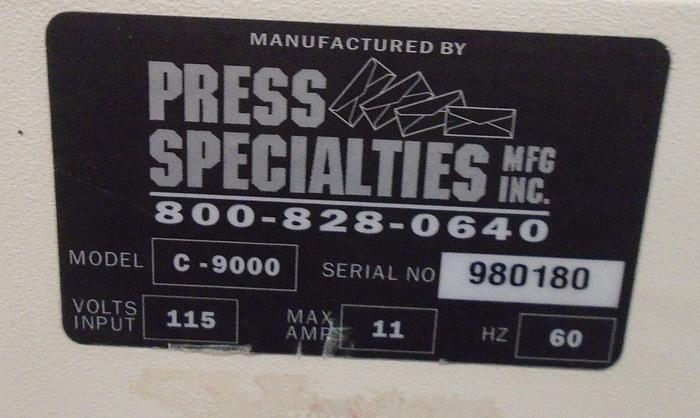 MANUFACTURED BY
PRESS
SPECIALTIES MFG INC.
800-828-0640
MODEL C-9000 SERIAL NO 980180
VOLTS INPUT 115 MAX AMPS 11 HZ 60